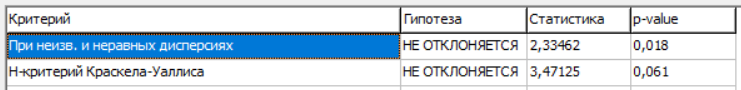 Критерий Гипотеза Статистика p-value
При неизв. и неравных дисперсиях НЕ ОТКЛОНЯЕТСЯ 2,33462 0,018
H-критерий Краскела-Уаллиса НЕ ОТКЛОНЯЕТСЯ 3,47125 0,061